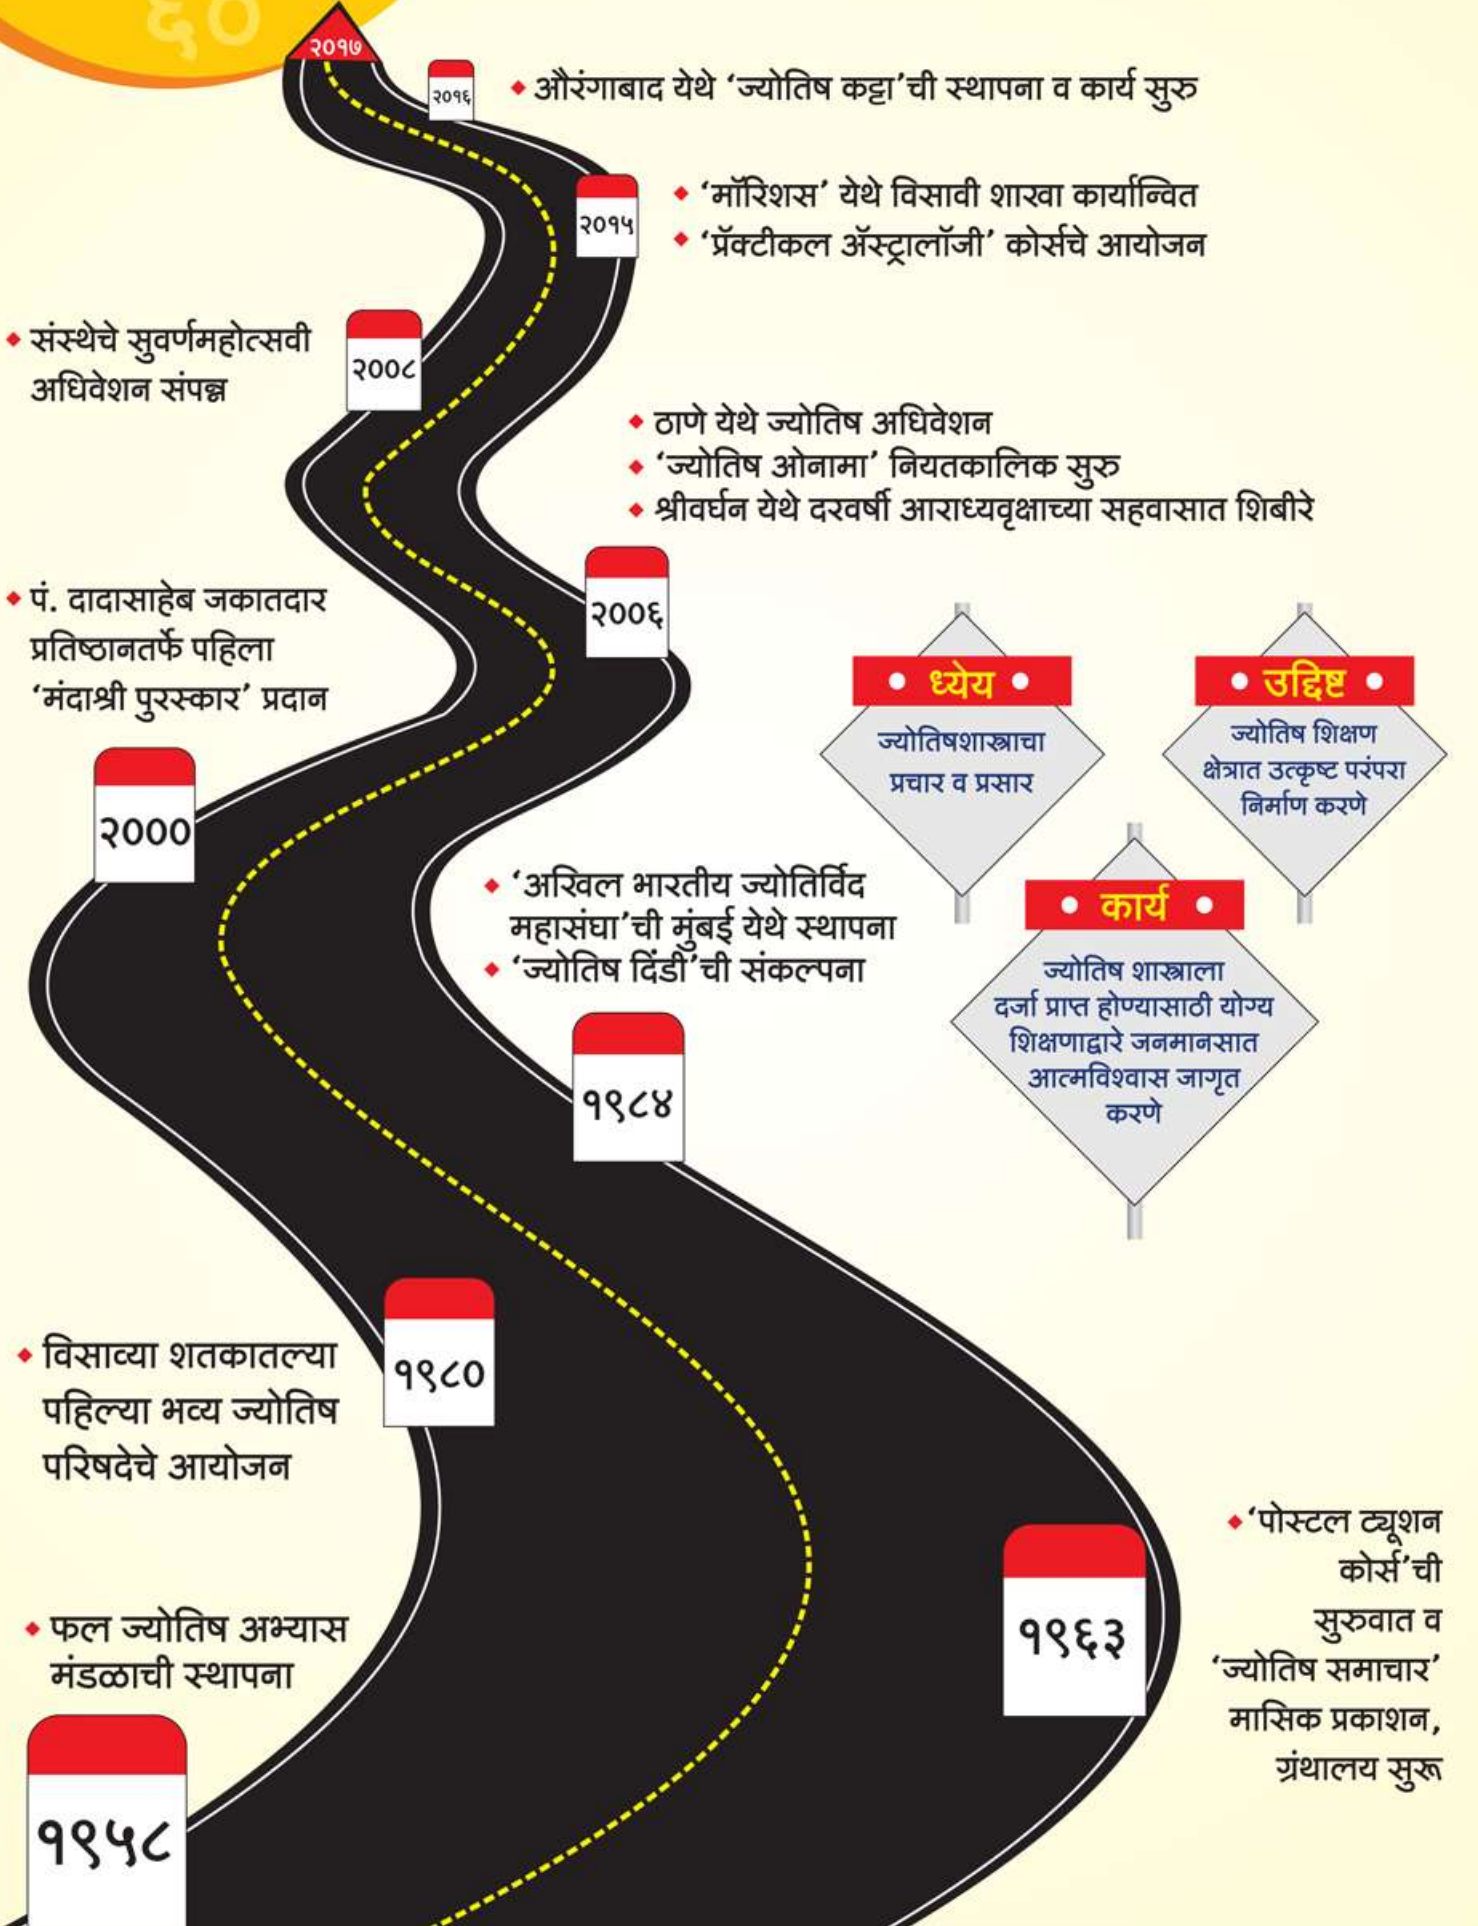 ६०
२०१७
२०१६
औरंगाबाद येथे ‘ज्योतिष कट्टा’ची स्थापना व कार्य सुरु
२०१५
‘मॉरिशस’ येथे विसावी शाखा कार्यान्वित
‘प्रॅक्टीकल ॲस्ट्रालॉजी’ कोर्सचे आयोजन
संस्थेचे सुवर्णमहोत्सवी
अधिवेशन संपन्न
२००८
ठाणे येथे ज्योतिष अधिवेशन
‘ज्योतिष ओनामा’ नियतकालिक सुरु
श्रीवर्घन येथे दरवर्षी आराध्यवृक्षाच्या सहवासात शिबीरे
२००६
पं. दादासाहेब जकातदार
प्रतिष्ठानतर्फे पहिला
‘मंदाश्री पुरस्कार’ प्रदान
२०००
ध्येय
ज्योतिषशास्त्राचा
प्रचार व प्रसार
उद्दिष्ट
ज्योतिष शिक्षण
क्षेत्रात उत्कृष्ट परंपरा
निर्माण करणे
कार्य
ज्योतिष शास्त्राला
दर्जा प्राप्त होण्यासाठी योग्य
शिक्षणाद्वारे जनमानसात
आत्मविश्वास जागृत
करणे
‘अखिल भारतीय ज्योतिर्विद
महासंघा’ची मुंबई येथे स्थापना
‘ज्योतिष दिंडी’ची संकल्पना
१९८४
विसाव्या शतकातल्या
पहिल्या भव्य ज्योतिष
परिषदेचे आयोजन
१९८०
‘पोस्टल ट्यूशन
कोर्स’ची
सुरुवात व
‘ज्योतिष समाचार’
मासिक प्रकाशन,
ग्रंथालय सुरू
१९६३
फल ज्योतिष अभ्यास
मंडळाची स्थापना
१९५८